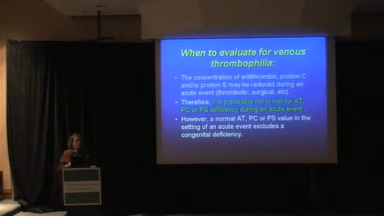 When to evaluate for venous
thrombophilia:
• The concentration of antithrombin, protein C
and/or protein S may be reduced during an
acute event (thrombotic, surgical, etc).
• Therefore, it is preferable not to test for AT,
PC or PS deficiency during an acute event.
• However, a normal AT, PC or PS value in the
setting of an acute event excludes a
congenital deficiency.